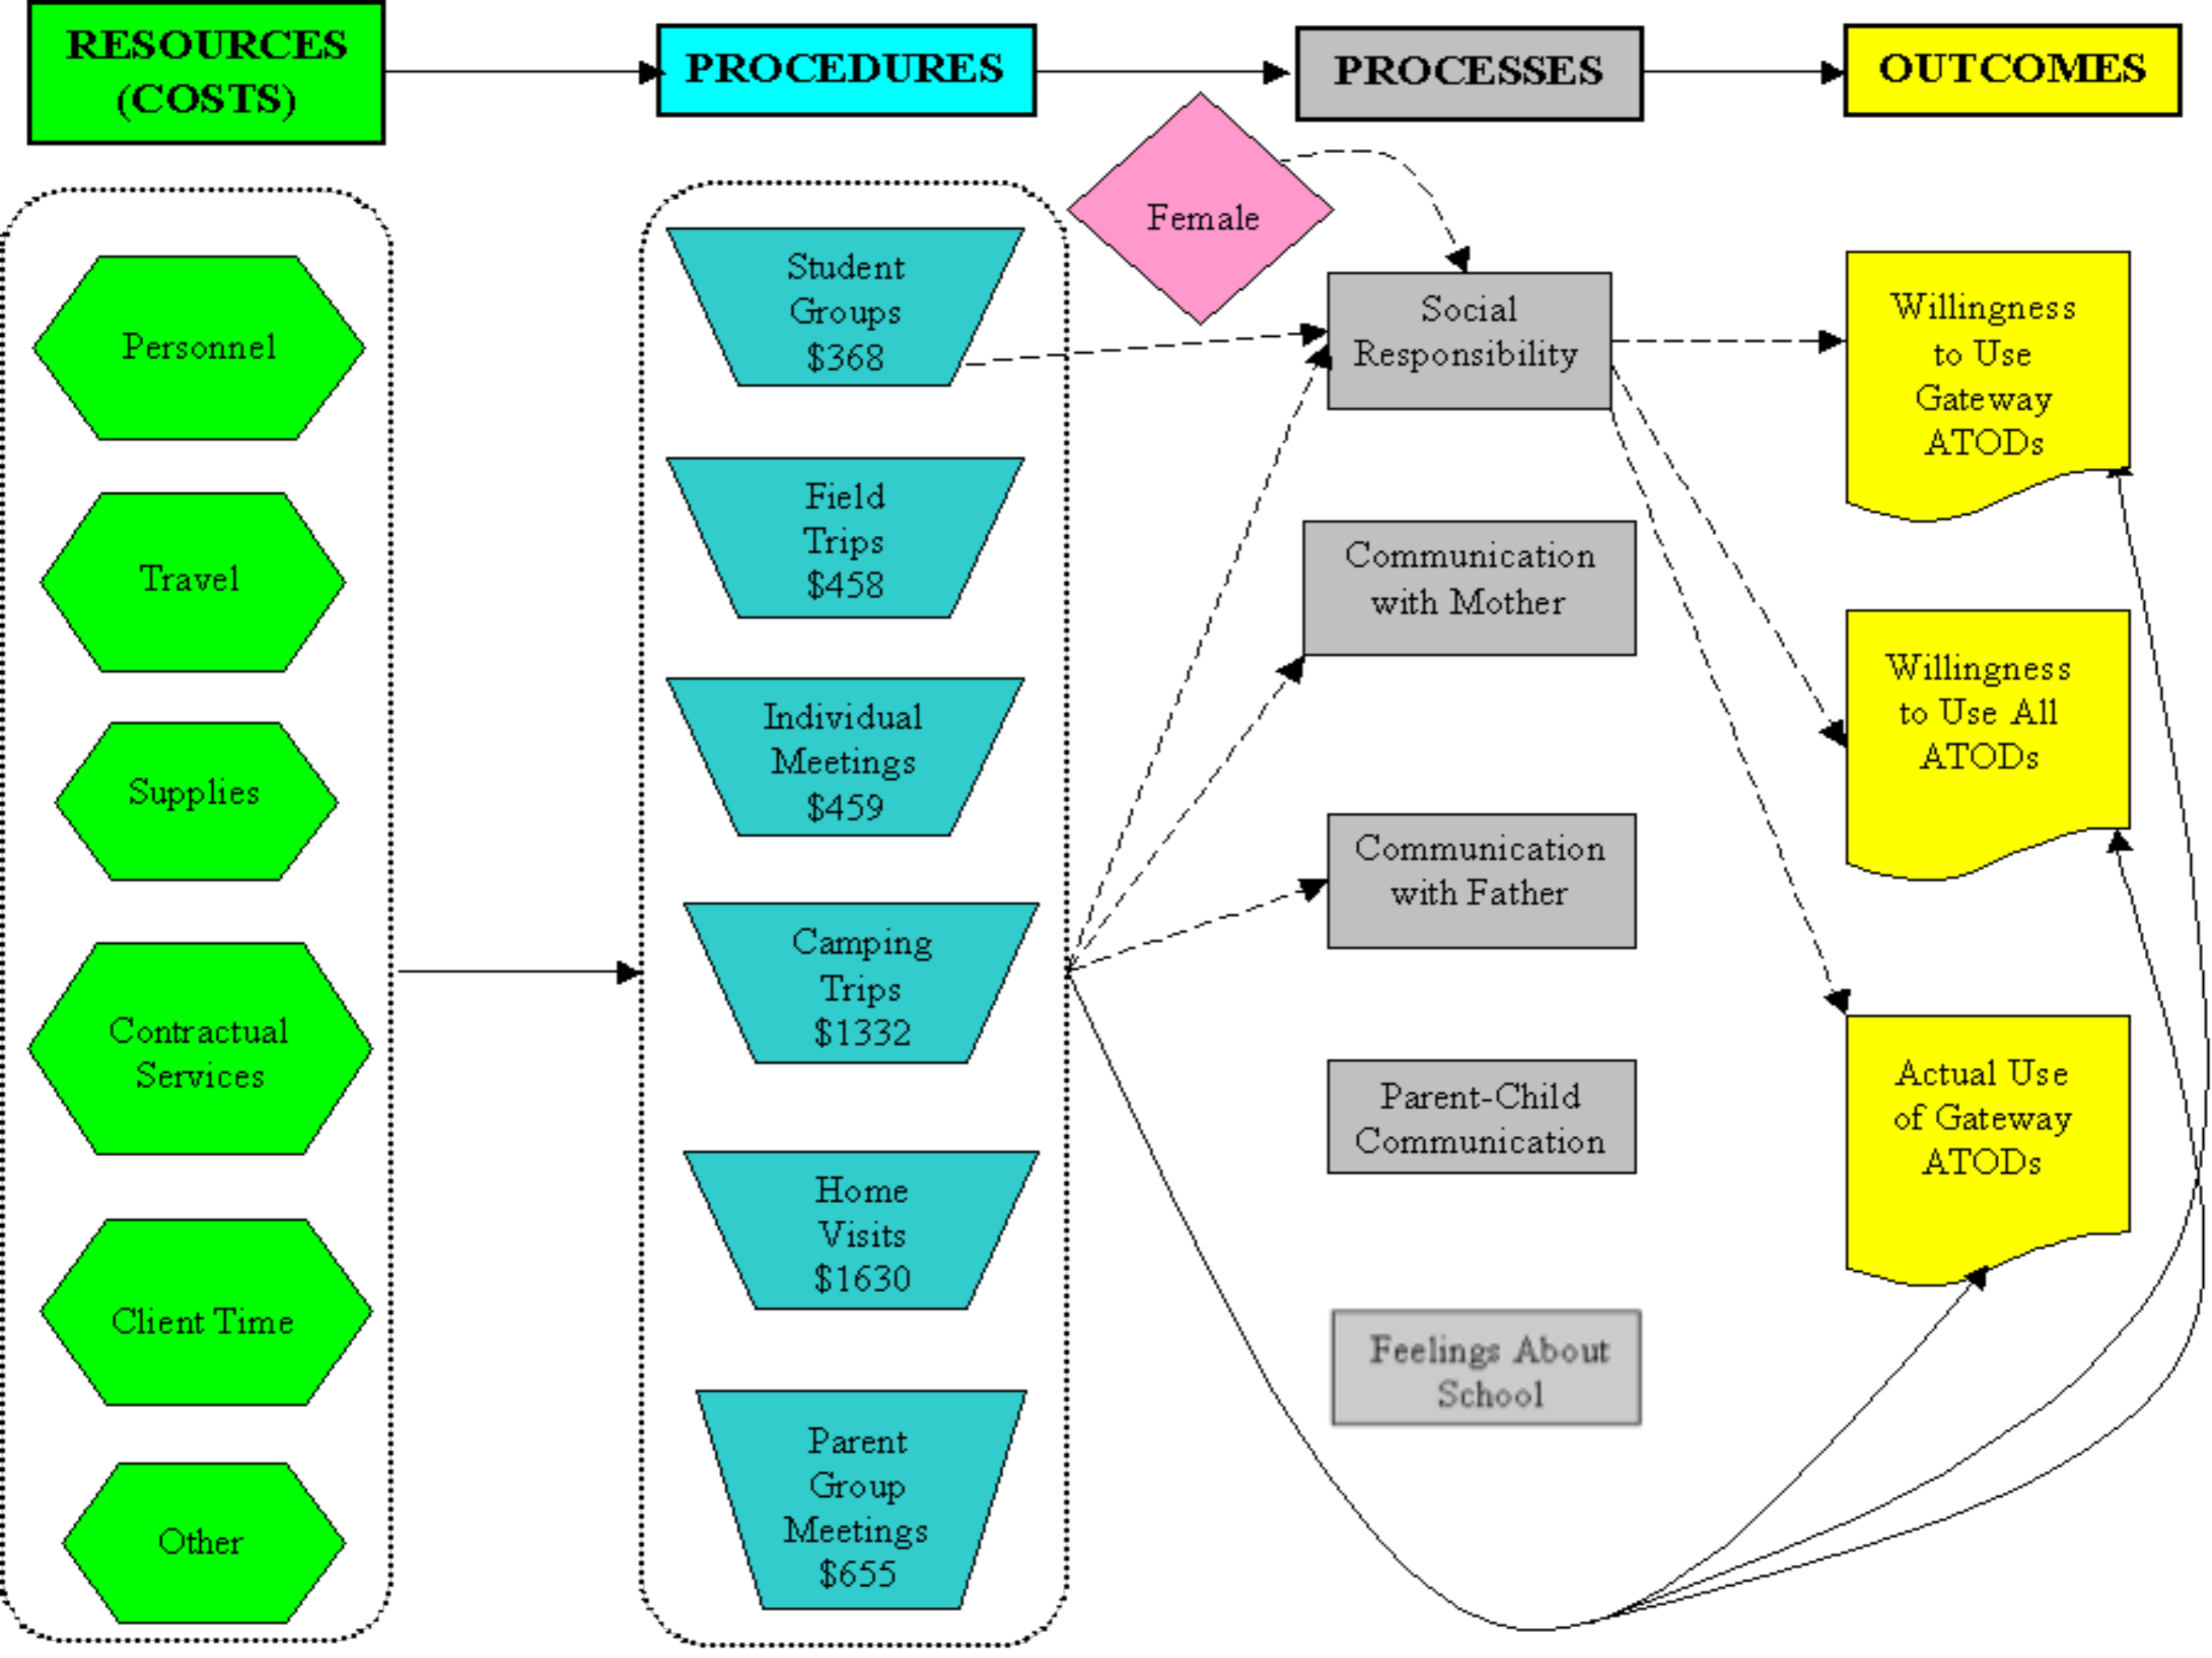 RESOURCES
(COSTS)
PROCEDURES
PROCESSES
OUTCOMES
Personnel
Travel
Supplies
Contractual
Services
Client Time
Other
Student
Groups
$368
Field
Trips
$458
Individual
Meetings
$459
Camping
Trips
$1332
Home
Visits
$1630
Parent
Group
Meetings
$655
Female
Social
Responsibility
Communication
with Mother
Communication
with Father
Parent-Child
Communication
Feelings About
School
Willingness
to Use
Gateway
ATODs
Willingness
to Use All
ATODs
Actual Use
of Gateway
ATODs